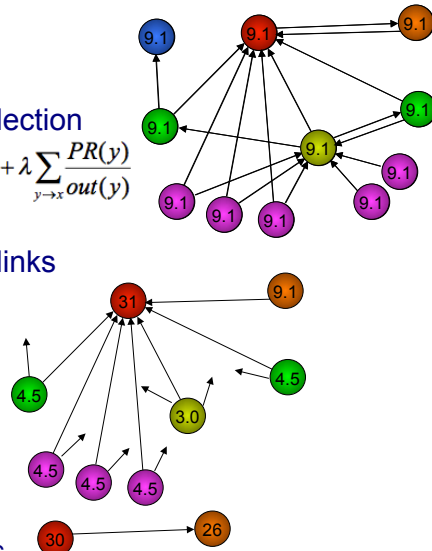 9.1 9.1 9.1
9.1 9.1 9.1
9.1 9.1 9.1 9.1 9.1
lection
+ λ ∑ y→x PR(y) / out(y)
links
31 9.1
4.5 3.0 4.5
4.5 4.5 4.5
30 26